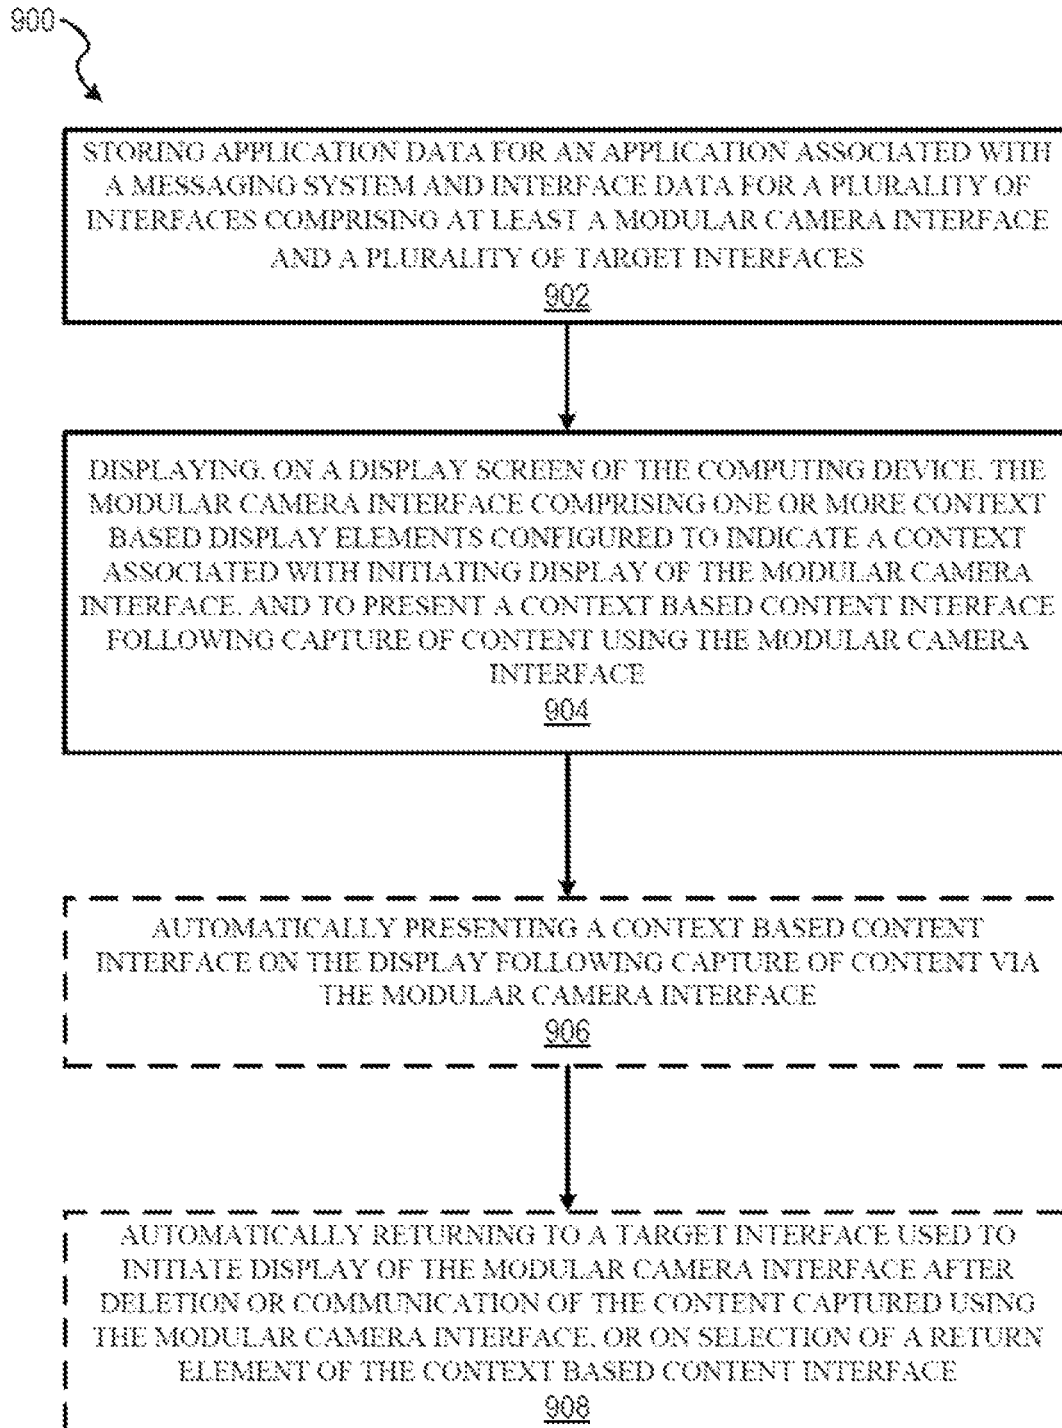 900
STORING APPLICATION DATA FOR AN APPLICATION ASSOCIATED WITH
A MESSAGING SYSTEM AND INTERFACE DATA FOR A PLURALITY OF
INTERFACES COMPRISING AT LEAST A MODULAR CAMERA INTERFACE
AND A PLURALITY OF TARGET INTERFACES
902
DISPLAYING, ON A DISPLAY SCREEN OF THE COMPUTING DEVICE, THE
MODULAR CAMERA INTERFACE COMPRISING ONE OR MORE CONTEXT
BASED DISPLAY ELEMENTS CONFIGURED TO INDICATE A CONTEXT
ASSOCIATED WITH INITIATING DISPLAY OF THE MODULAR CAMERA
INTERFACE, AND TO PRESENT A CONTEXT BASED CONTENT INTERFACE
FOLLOWING CAPTURE OF CONTENT USING THE MODULAR CAMERA
INTERFACE
904
AUTOMATICALLY PRESENTING A CONTEXT BASED CONTENT
INTERFACE ON THE DISPLAY FOLLOWING CAPTURE OF CONTENT VIA
THE MODULAR CAMERA INTERFACE
906
AUTOMATICALLY RETURNING TO A TARGET INTERFACE USED TO
INITIATE DISPLAY OF THE MODULAR CAMERA INTERFACE AFTER
DELETION OR COMMUNICATION OF THE CONTENT CAPTURED USING
THE MODULAR CAMERA INTERFACE, OR ON SELECTION OF A RETURN
ELEMENT OF THE CONTEXT BASED CONTENT INTERFACE
908